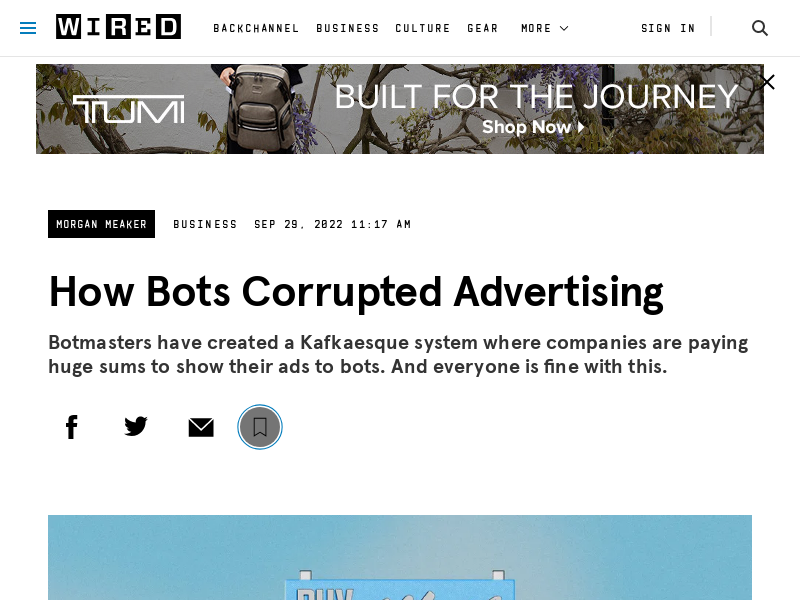 WIRED
BACKCHANNEL BUSINESS CULTURE GEAR MORE SIGN IN
TUMI
BUILT FOR THE JOURNEY
Shop Now
MORGAN MEAKER BUSINESS SEP 29, 2022 11:17 AM
How Bots Corrupted Advertising
Botmasters have created a Kafkaesque system where companies are paying
huge sums to show their ads to bots. And everyone is fine with this.
BUY